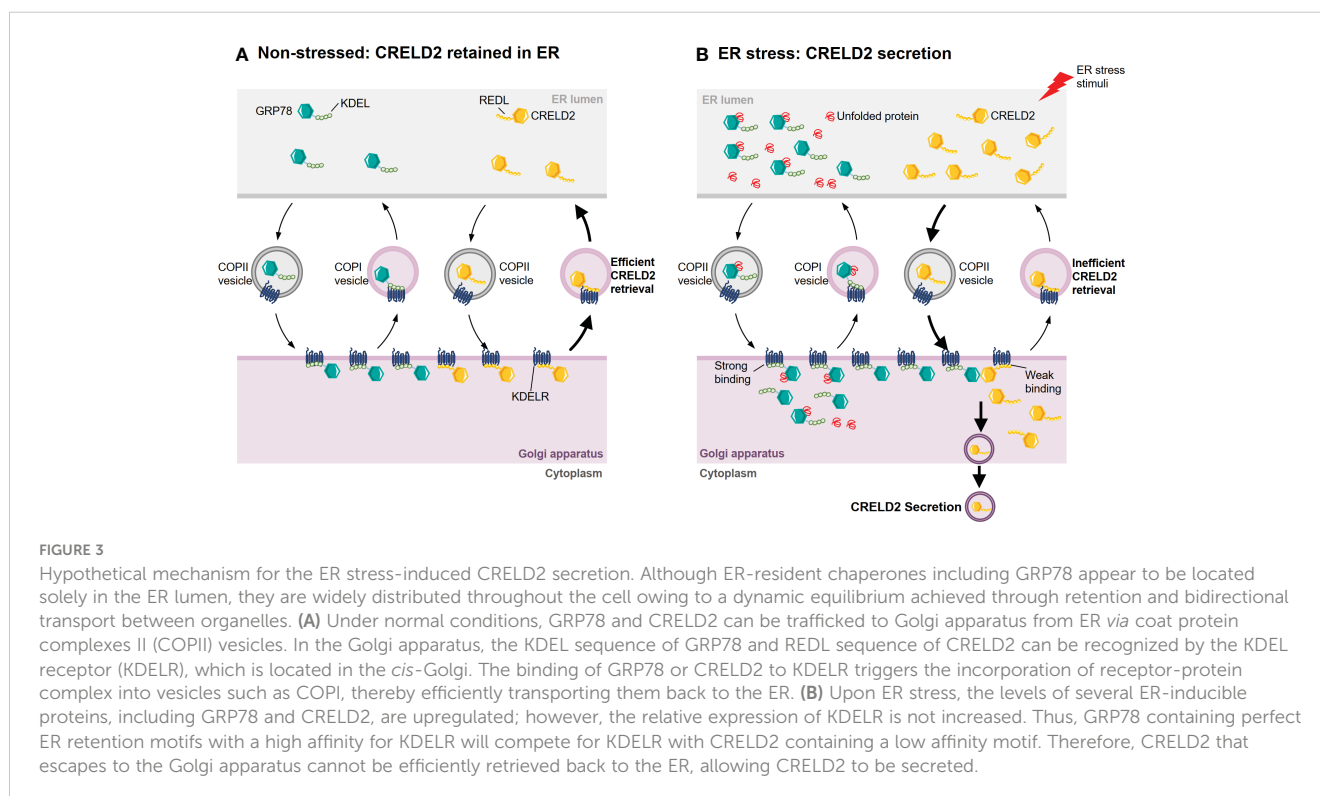 A Non-stressed: CRELD2 retained in ER
ER lumen
GRP78
KDEL
REDL
CRELD2
COPII
vesicle
COPI
vesicle
COPII
vesicle
Efficient
CRELD2
retrieval
KDELR
Golgi apparatus
Cytoplasm
B ER stress: CRELD2 secretion
ER stress
stimuli
ER lumen
Unfolded protein
CRELD2
COPII
vesicle
COPI
vesicle
COPII
vesicle
Inefficient
CRELD2
retrieval
Strong
binding
Weak
binding
Golgi apparatus
Cytoplasm
CRELD2 Secretion
FIGURE 3
Hypothetical mechanism for the ER stress-induced CRELD2 secretion. Although ER-resident chaperones including GRP78 appear to be located
solely in the ER lumen, they are widely distributed throughout the cell owing to a dynamic equilibrium achieved through retention and bidirectional
transport between organelles. (A) Under normal conditions, GRP78 and CRELD2 can be trafficked to Golgi apparatus from ER via coat protein
complexes II (COPII) vesicles. In the Golgi apparatus, the KDEL sequence of GRP78 and REDL sequence of CRELD2 can be recognized by the KDEL
receptor (KDELR), which is located in the cis-Golgi. The binding of GRP78 or CRELD2 to KDELR triggers the incorporation of receptor-protein
complex into vesicles such as COPI, thereby efficiently transporting them back to the ER. (B) Upon ER stress, the levels of several ER-inducible
proteins, including GRP78 and CRELD2, are upregulated; however, the relative expression of KDELR is not increased. Thus, GRP78 containing perfect
ER retention motifs with a high affinity for KDELR will compete for KDELR with CRELD2 containing a low affinity motif. Therefore, CRELD2 that
escapes to the Golgi apparatus cannot be efficiently retrieved back to the ER, allowing CRELD2 to be secreted.